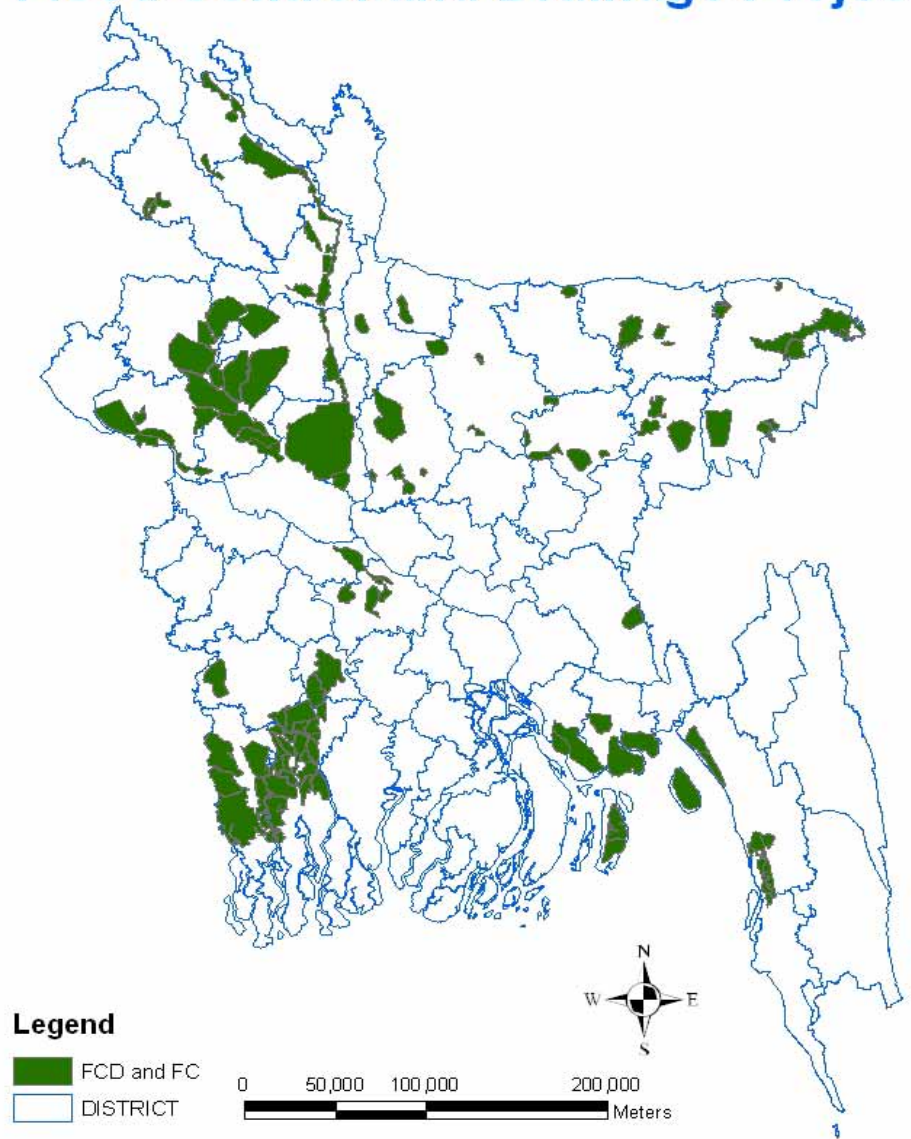 N
W E
S
Legend
FCD and FC
DISTRICT
0 50,000 100,000 200,000
Meters